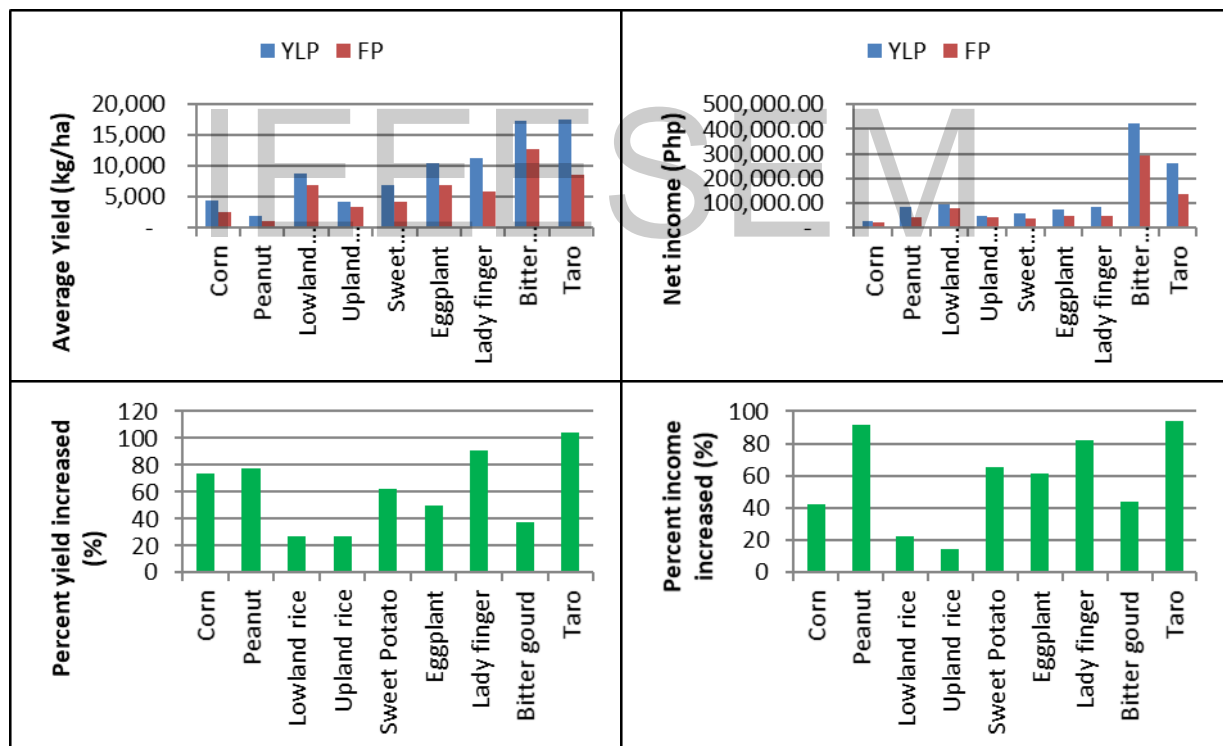 YLP FP
Average Yield (kg/ha)
20,000
15,000
10,000
5,000
-
Corn
Peanut
Lowland...
Upland...
Sweet...
Eggplant
Lady finger
Bitter...
Taro
YLP FP
Net income (Php)
500,000.00
400,000.00
300,000.00
200,000.00
100,000.00
-
Corn
Peanut
Lowland...
Upland...
Sweet...
Eggplant
Lady finger
Bitter...
Taro
IEEESEM
Percent yield increased
(%)
120
100
80
60
40
20
0
Corn
Peanut
Lowland rice
Upland rice
Sweet Potato
Eggplant
Lady finger
Bitter gourd
Taro
Percent income
increased (%)
100
80
60
40
20
0
Corn
Peanut
Lowland rice
Upland rice
Sweet Potato
Eggplant
Lady finger
Bitter gourd
Taro